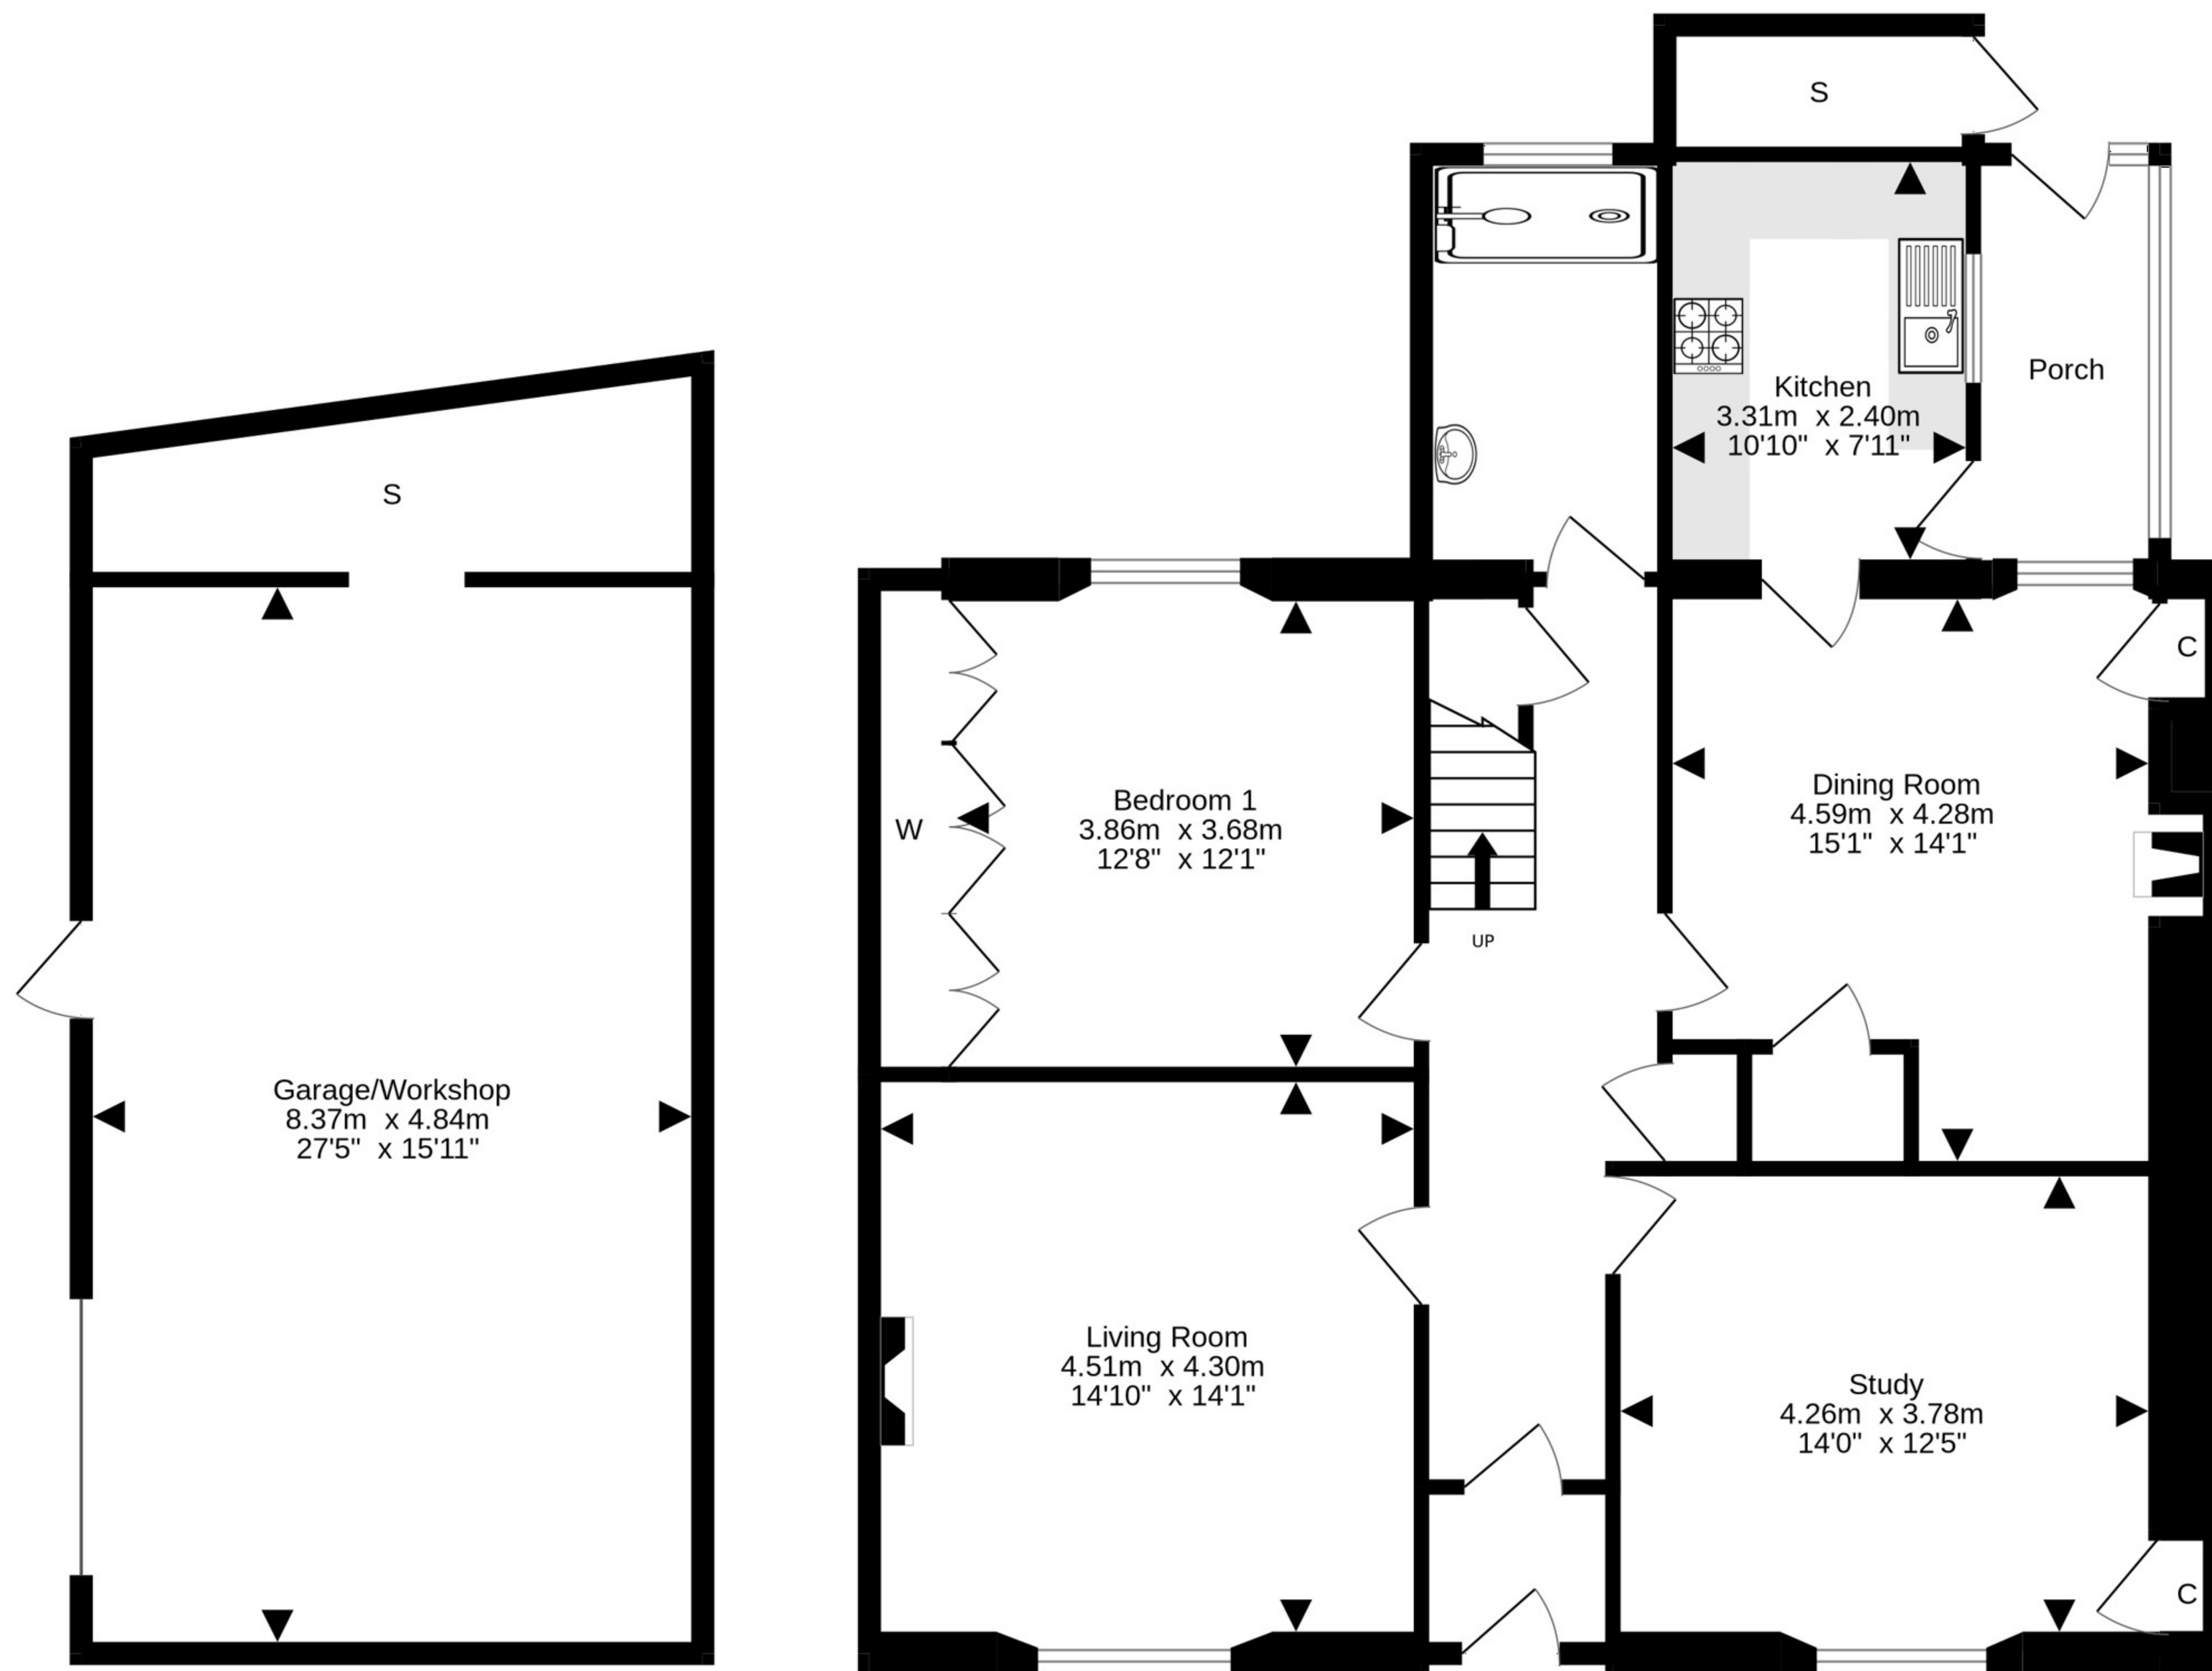 S
S
Kitchen
3.31m x 2.40m
10'10" x 7'11"
Porch
C
W
Bedroom 1
3.86m x 3.68m
12'8" x 12'1"
UP
Dining Room
4.59m x 4.28m
15'1" x 14'1"
Garage/Workshop
8.37m x 4.84m
27'5" x 15'11"
Living Room
4.51m x 4.30m
14'10" x 14'1"
Study
4.26m x 3.78m
14'0" x 12'5"
C